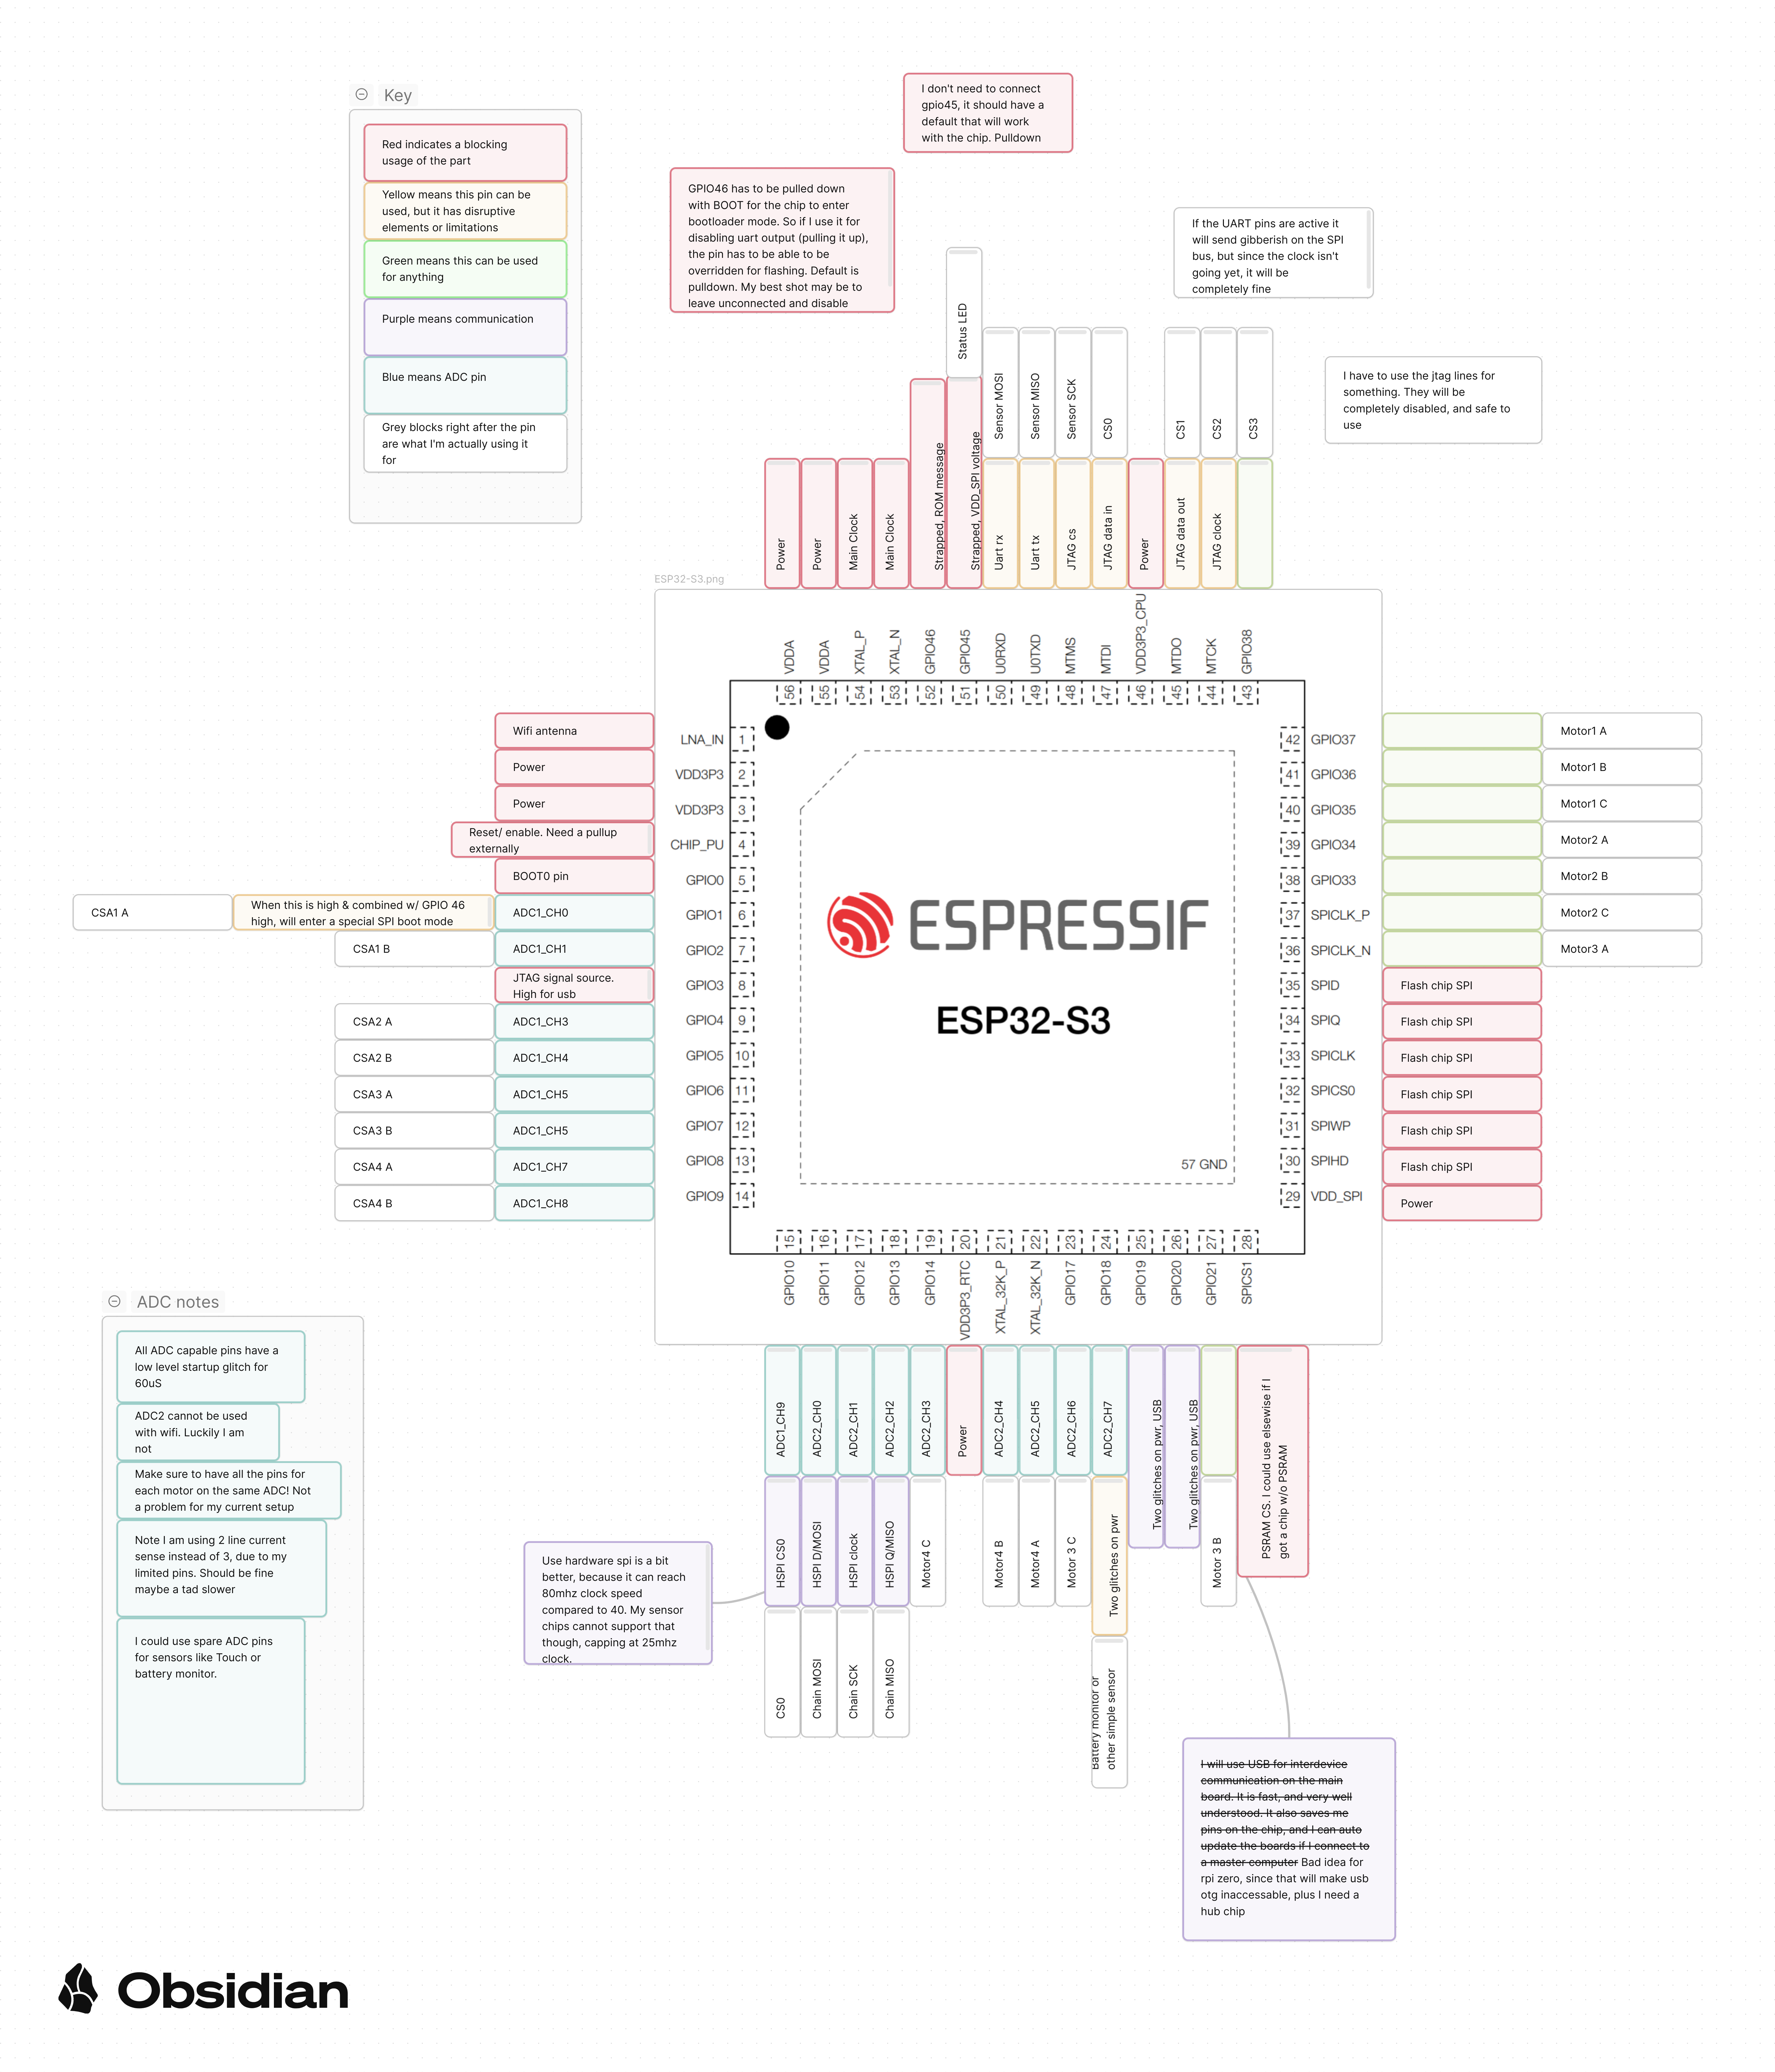 Key
Red indicates a blocking
usage of the part
Yellow means this pin can be
used, but it has disruptive
elements or limitations
Green means this can be used
for anything
Purple means communication
Blue means ADC pin
Grey blocks right after the pin
are what I'm actually using it
for
I don't need to connect
gpio45, it should have a
default that will work
with the chip. Pulldown
GPIO46 has to be pulled down
with BOOT for the chip to enter
bootloader mode. So if I use it for
disabling uart output (pulling it up),
the pin has to be able to be
overridden for flashing. Default is
pulldown. My best shot may be to
leave unconnected and disable
If the UART pins are active it
will send gibberish on the SPI
bus, but since the clock isn't
going yet, it will be
completely fine
I have to use the jtag lines for
something. They will be
completely disabled, and safe to
use
Status LED
Sensor MOSI
Sensor MISO
Sensor SCK
CS0
CS1
CS2
CS3
Power
Power
Main Clock
Main Clock
Strapped, ROM message
Strapped, VDD_SPI voltage
Uart rx
Uart tx
JTAG cs
JTAG data in
Power
JTAG data out
JTAG clock
ESP32-S3.png
VDDA
VDDA
XTAL_P
XTAL_N
GPIO46
GPIO45
U0RXD
U0TXD
MTMS
MTDI
VDD3P3_CPU
MTDO
MTCK
GPIO38
56
55
54
53
52
51
50
49
48
47
46
45
44
43
Wifi antenna
LNA_IN 1
Power
VDD3P3 2
Power
VDD3P3 3
Reset/ enable. Need a pullup
externally
CHIP_PU 4
BOOT0 pin
GPIO0 5
CSA1 A
When this is high & combined w/ GPIO 46
high, will enter a special SPI boot mode
ADC1_CH0
GPIO1 6
CSA1 B
ADC1_CH1
GPIO2 7
JTAG signal source.
High for usb
GPIO3 8
CSA2 A
ADC1_CH3
GPIO4 9
CSA2 B
ADC1_CH4
GPIO5 10
CSA3 A
ADC1_CH5
GPIO6 11
CSA3 B
ADC1_CH5
GPIO7 12
CSA4 A
ADC1_CH7
GPIO8 13
CSA4 B
ADC1_CH8
GPIO9 14
ESPRESSIF
ESP32-S3
57 GND
42 GPIO37
Motor1 A
41 GPIO36
Motor1 B
40 GPIO35
Motor1 C
39 GPIO34
Motor2 A
38 GPIO33
Motor2 B
37 SPICLK_P
Motor2 C
36 SPICLK_N
Motor3 A
35 SPID
Flash chip SPI
34 SPIQ
Flash chip SPI
33 SPICLK
Flash chip SPI
32 SPICS0
Flash chip SPI
31 SPIWP
Flash chip SPI
30 SPIHD
Flash chip SPI
29 VDD_SPI
Power
15
16
17
18
19
20
21
22
23
24
25
26
27
28
GPIO10
GPIO11
GPIO12
GPIO13
GPIO14
VDD3P3_RTC
XTAL_32K_P
XTAL_32K_N
GPIO17
GPIO18
GPIO19
GPIO20
GPIO21
SPICS1
ADC1_CH9
ADC2_CH0
ADC2_CH1
ADC2_CH2
ADC2_CH3
Power
ADC2_CH4
ADC2_CH5
ADC2_CH6
ADC2_CH7
Two glitches on pwr, USB
Two glitches on pwr, USB
PSRAM CS. I could use elsewise if I
got a chip w/o PSRAM
HSPI CS0
HSPI D/MOSI
HSPI clock
HSPI Q/MISO
Motor4 C
Motor4 B
Motor4 A
Motor 3 C
Two glitches on pwr
Motor 3 B
CS0
Chain MOSI
Chain SCK
Chain MISO
Battery monitor or
other simple sensor
ADC notes
All ADC capable pins have a
low level startup glitch for
60uS
ADC2 cannot be used
with wifi. Luckily I am
not
Make sure to have all the pins for
each motor on the same ADC! Not
a problem for my current setup
Note I am using 2 line current
sense instead of 3, due to my
limited pins. Should be fine
maybe a tad slower
I could use spare ADC pins
for sensors like Touch or
battery monitor.
Use hardware spi is a bit
better, because it can reach
80mhz clock speed
compared to 40. My sensor
chips cannot support that
though, capping at 25mhz
clock.
I will use USB for interdevice
communication on the main
board. It is fast, and very well
understood. It also saves me
pins on the chip, and I can auto
update the boards if I connect to
a master computer Bad idea for
rpi zero, since that will make usb
otg inaccessable, plus I need a
hub chip
Obsidian